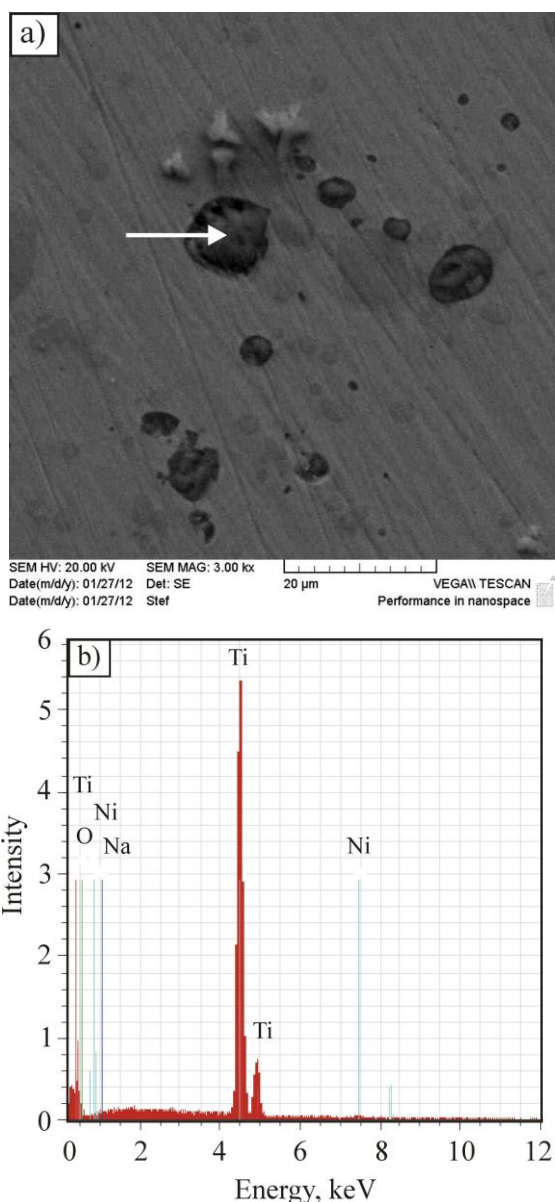 a)
SEM HV: 20.00 kV SEM MAG: 3.00 kx
Date(m/d/y): 01/27/12 Det: SE 20 µm VEGA\\ TESCAN
Date(m/d/y): 01/27/12 Stef Performance in nanospace
b)
6
Ti
5
Ti
4
Ni
O Na Ni
3
Intensity
2
1
Ti
0
0 2 4 6 8 10 12
Energy, keV